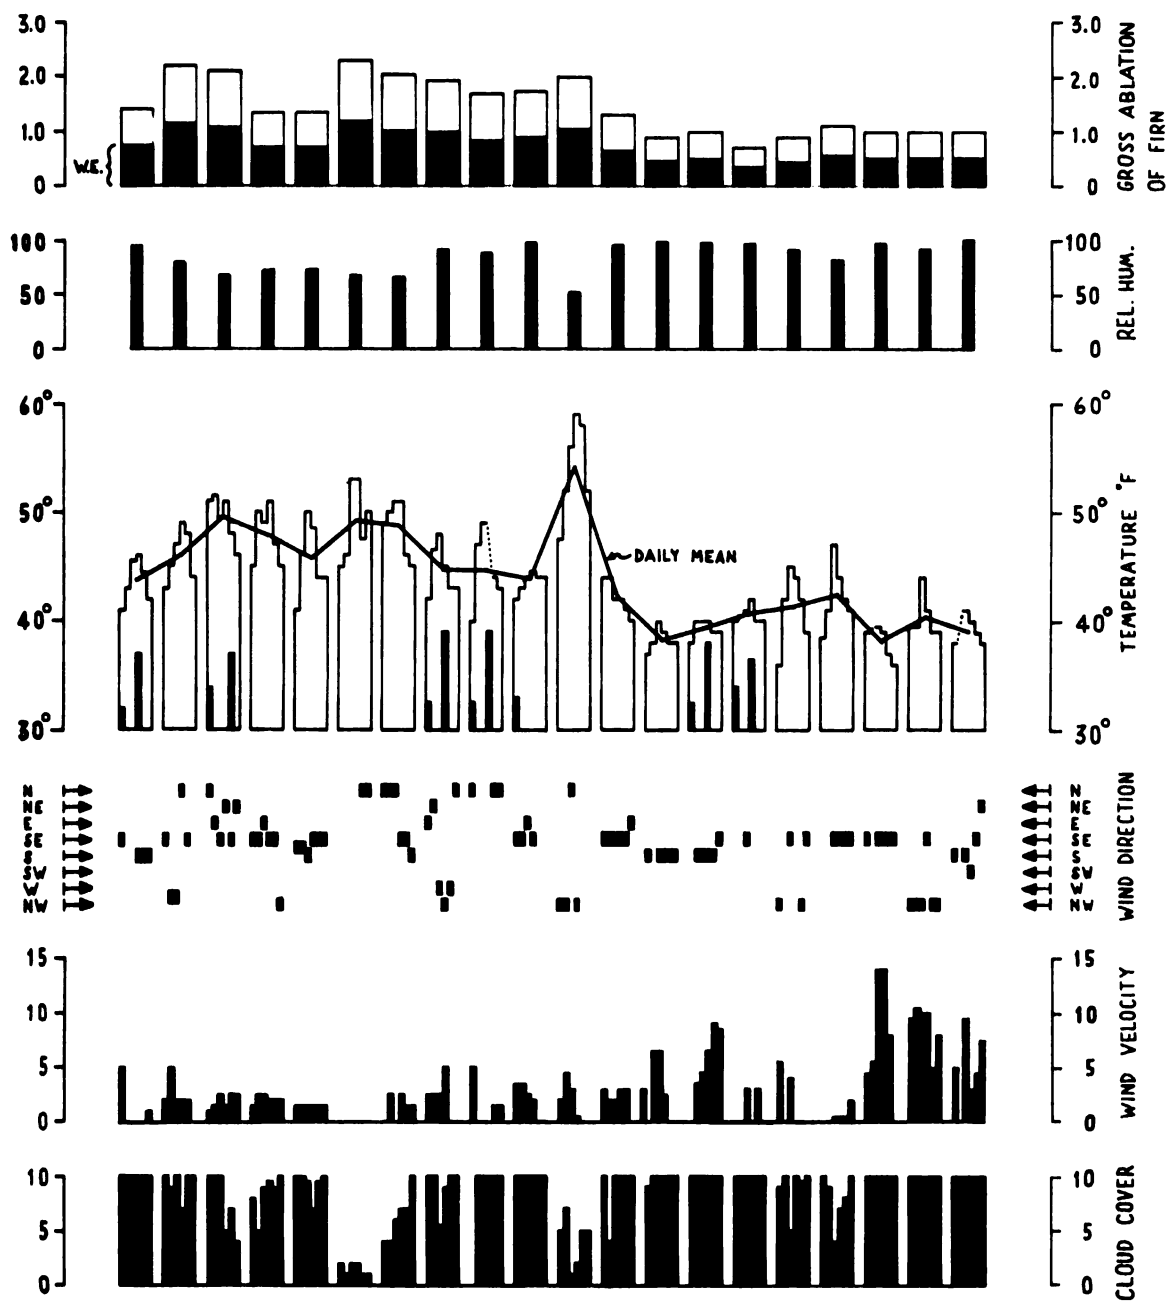 3.0
2.0
1.0
0
W.E.
3.0
2.0
1.0
0
GROSS ABLATION
OF FIRN
100
50
0
100
50
0
REL. HUM.
60°
50°
40°
30°
DAILY MEAN
60°
50°
40°
30°
TEMPERATURE °F
N
NE
E
SE
S
SW
W
NW
N
NE
E
SE
S
SW
W
NW
WIND DIRECTION
15
10
5
0
15
10
5
0
WIND VELOCITY
10
5
0
10
5
0
CLOUD COVER